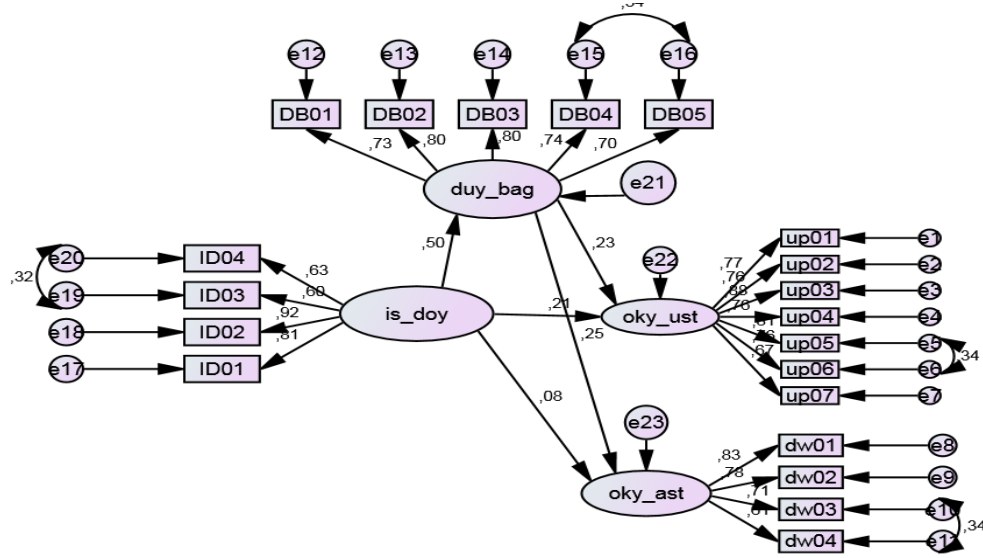 e12 e13 e14 e15 e16
DB01 DB02 DB03 DB04 DB05
,73 ,80 ,80 ,74 ,70
duy_bag e21
,50 ,23
e20 ID04 ,63
,32
e19 ID03 ,60
e18 ID02 ,92
e17 ID01 ,81
is_doy ,21 ,25 ,08
e22
oky_ust
,77 up01 e1
,76 up02 e2
,88 up03 e3
,76 up04 e4
up05 e5
up06 e6 ,34
,67 up07 e7
e23
oky_ast
,83 dw01 e8
,78 dw02 e9
,71 dw03 e10
dw04 e11 ,34